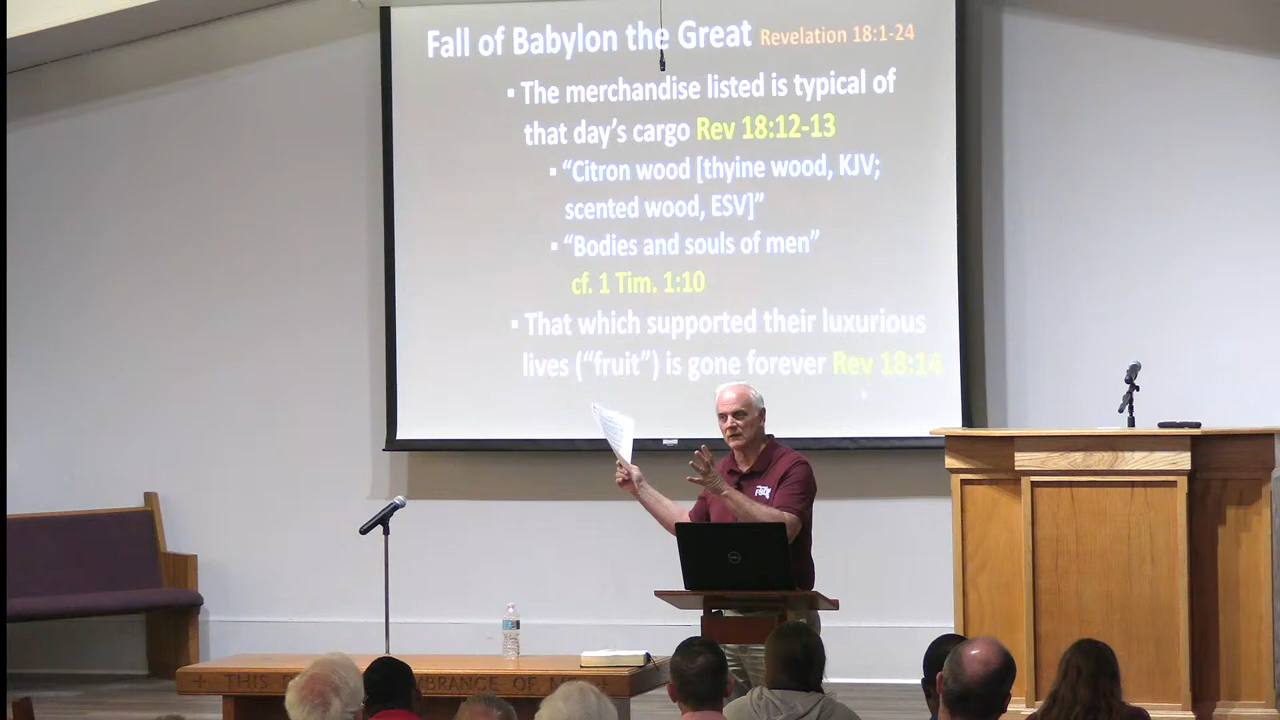 Fall of Babylon the Great Revelation 18:1-24
▪ The merchandise listed is typical of
that day's cargo Rev 18:12-13
▪ “Citron wood [thyine wood, KJV;
scented wood, ESV]”
▪ “Bodies and souls of men”
cf. 1 Tim. 1:10
▪ That which supported their luxurious
lives (“fruit”) is gone forever Rev 18:14
DELL
THIS
MBRANCE OF ME